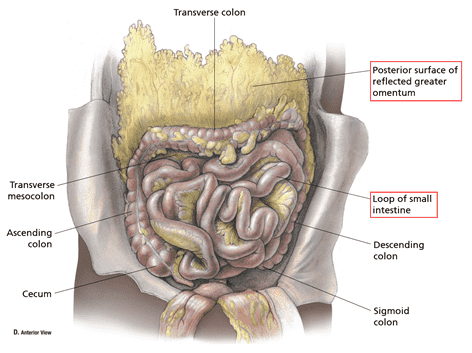 Transverse colon
Posterior surface of
reflected greater
omentum
Transverse
mesocolon
Loop of small
intestine
Ascending
colon
Descending
colon
Cecum
Sigmoid
colon
D. Anterior View